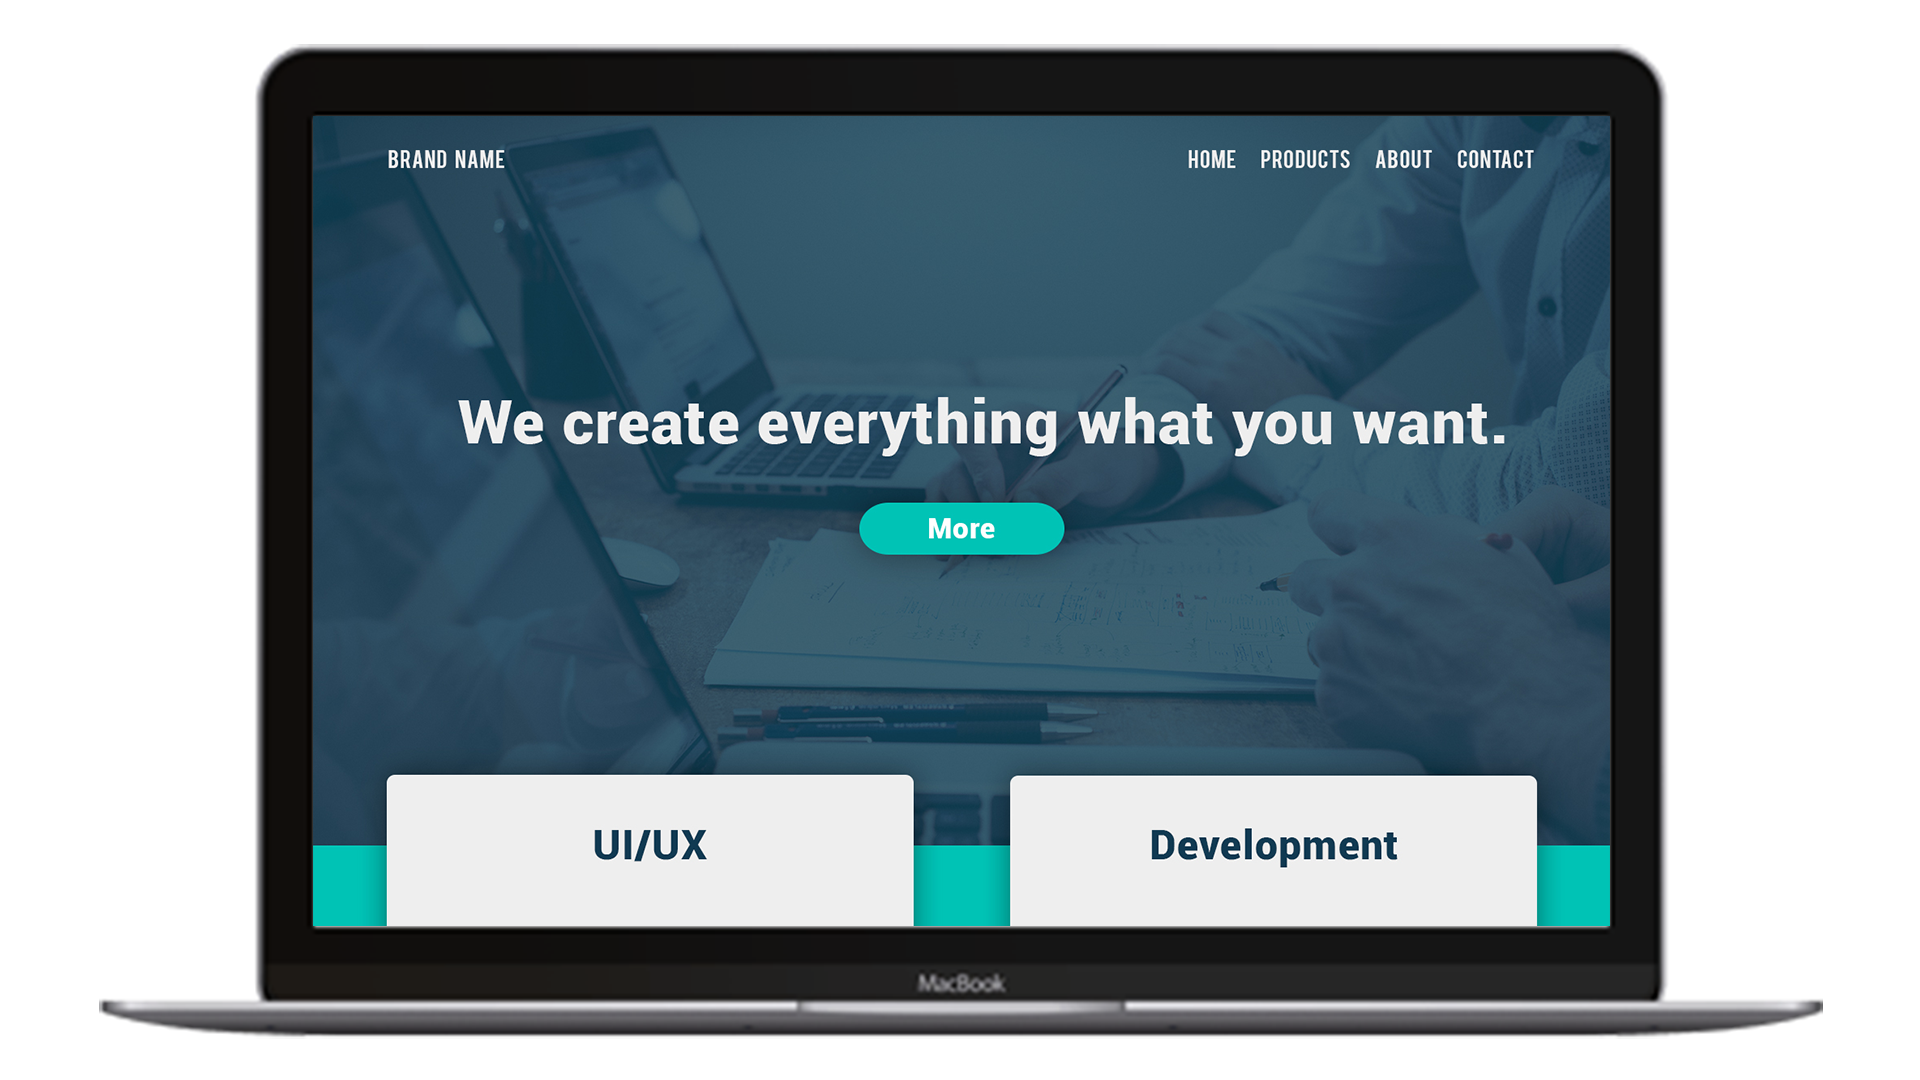 BRAND NAME
HOME PRODUCTS ABOUT CONTACT
We create everything what you want.
More
UI/UX
Development
MacBook